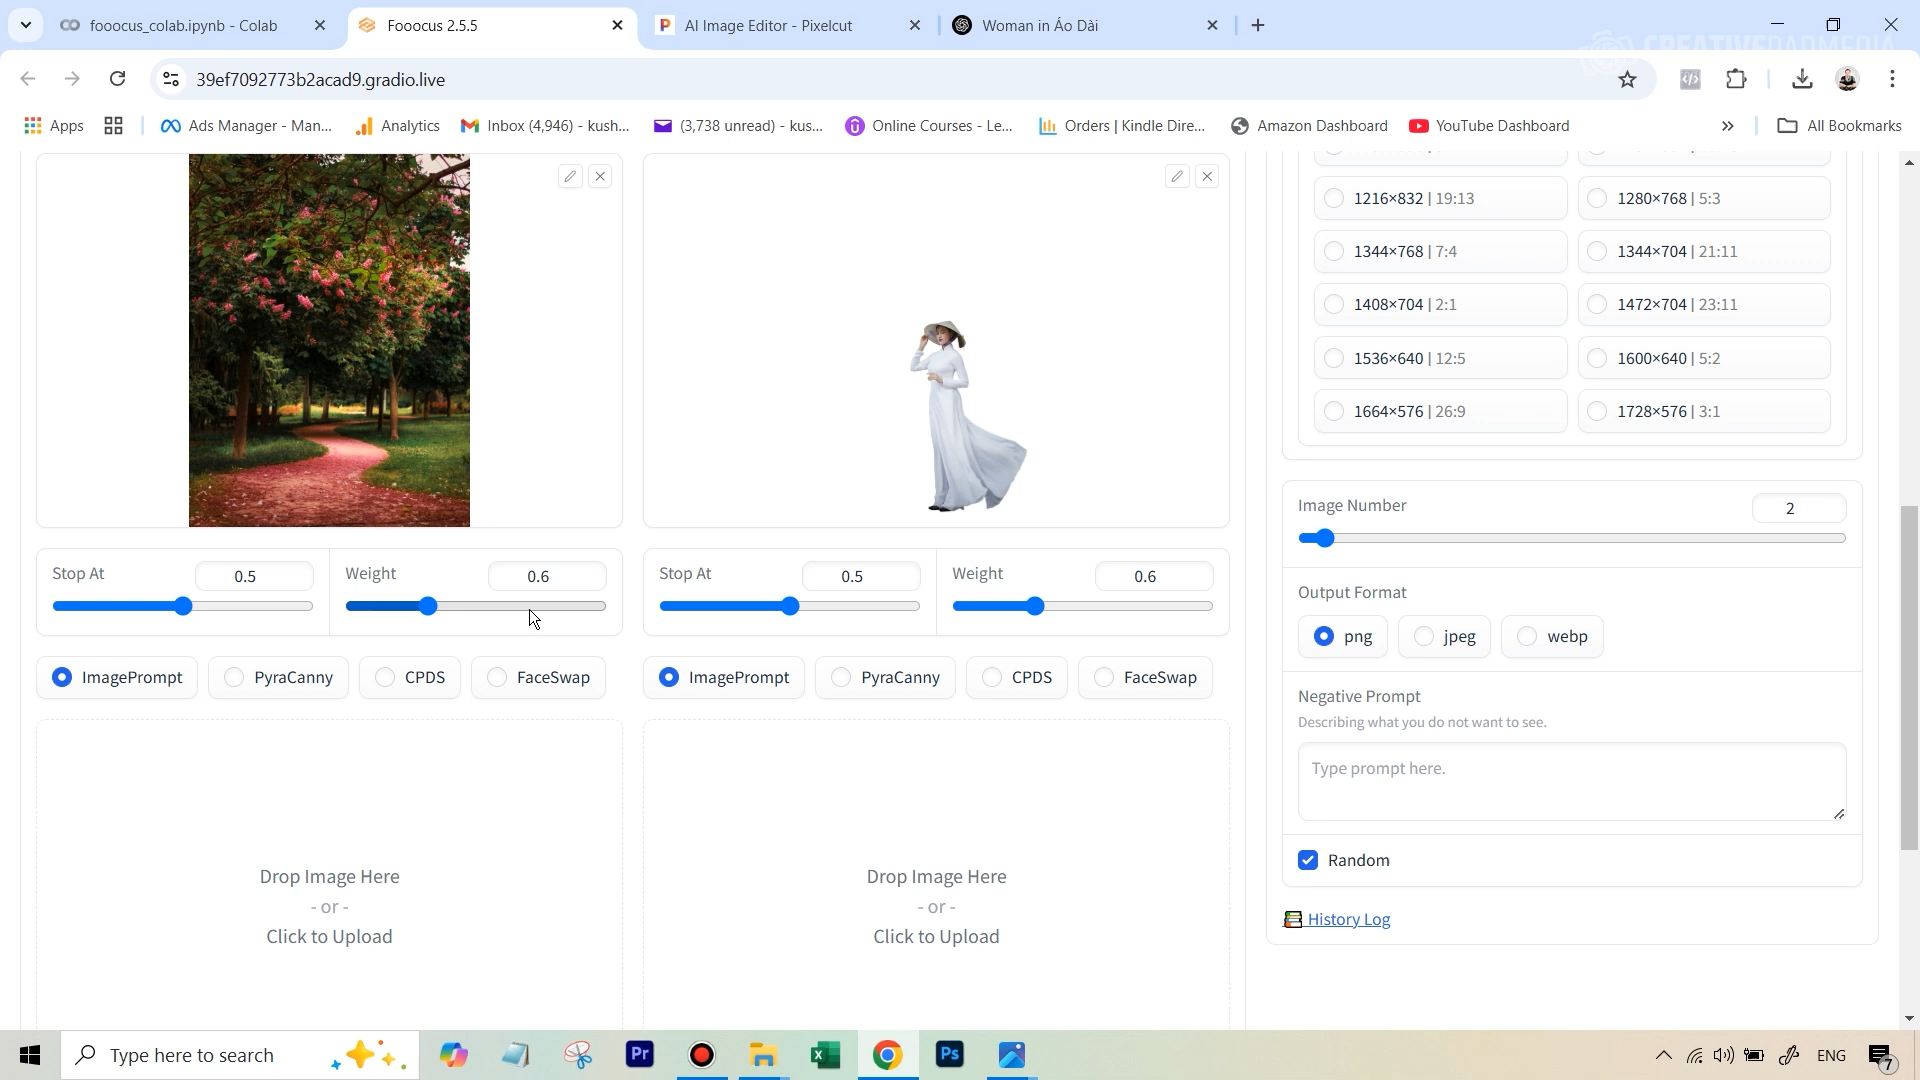 fooocus_colab.ipynb - Colab
Fooocus 2.5.5
AI Image Editor - Pixelcut
Woman in Áo Dài
CREATIVEDADMEDIA
39ef7092773b2acad9.gradio.live
Apps
Ads Manager - Man...
Analytics
Inbox (4,946) - kush...
(3,738 unread) - kus...
Online Courses - Le...
Orders | Kindle Dire...
Amazon Dashboard
YouTube Dashboard
All Bookmarks
1216×832 | 19:13
1280×768 | 5:3
1344×768 | 7:4
1344×704 | 21:11
1408×704 | 2:1
1472×704 | 23:11
1536×640 | 12:5
1600×640 | 5:2
1664×576 | 26:9
1728×576 | 3:1
Image Number
2
Stop At
0.5
Weight
0.6
Stop At
0.5
Weight
0.6
Output Format
png
jpeg
webp
ImagePrompt
PyraCanny
CPDS
FaceSwap
ImagePrompt
PyraCanny
CPDS
FaceSwap
Negative Prompt
Describing what you do not want to see.
Type prompt here.
Random
Drop Image Here
- or -
Click to Upload
Drop Image Here
- or -
Click to Upload
History Log
Type here to search
Pr
Ps
ENG
7